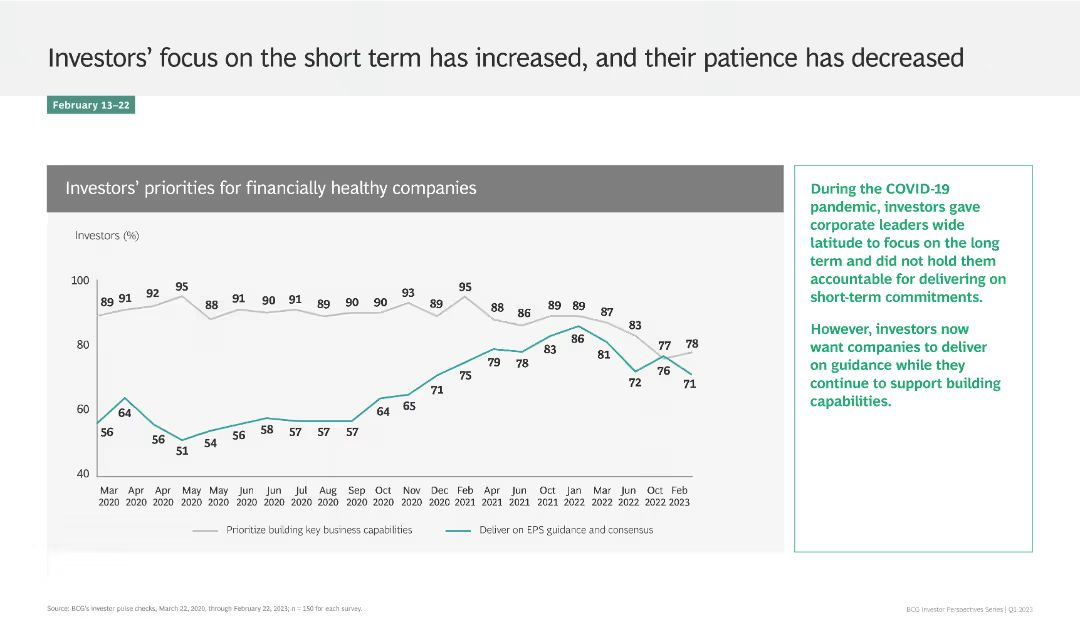 Investors' focus on the short term has increased, and their patience has decreased
February 13–22
Investors' priorities for financially healthy companies
Investors (%)
100
80
60
40
89 91 92 95 88 91 90 91 89 90 90 93 89 95 88 86 89 89 87 83 77 78
56 64 56 51 54 56 58 57 57 57 64 65 71 75 79 78 83 86 81 72 76 71
Mar Apr Apr May May Jun Jun Jul Aug Sep Oct Nov Dec Feb Apr Jun Oct Jan Mar Jun Oct Feb
2020 2020 2020 2020 2020 2020 2020 2020 2020 2020 2020 2020 2020 2021 2021 2021 2021 2022 2022 2022 2022 2023
Prioritize building key business capabilities
Deliver on EPS guidance and consensus
During the COVID-19
pandemic, investors gave
corporate leaders wide
latitude to focus on the long
term and did not hold them
accountable for delivering on
short-term commitments.
However, investors now
want companies to deliver
on guidance while they
continue to support building
capabilities.
Source: BCG's investor pulse checks, March 22, 2020, through February 22, 2023; n = 150 for each survey.
BCG Investor Perspectives Series | Q1 2023